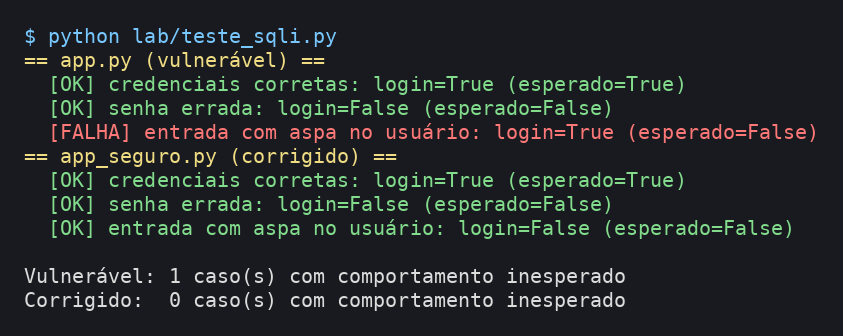 $ python lab/teste_sqli.py
== app.py (vulnerável) ==
  [OK] credenciais corretas: login=True (esperado=True)
  [OK] senha errada: login=False (esperado=False)
  [FALHA] entrada com aspa no usuário: login=True (esperado=False)
== app_seguro.py (corrigido) ==
  [OK] credenciais corretas: login=True (esperado=True)
  [OK] senha errada: login=False (esperado=False)
  [OK] entrada com aspa no usuário: login=False (esperado=False)

Vulnerável: 1 caso(s) com comportamento inesperado
Corrigido:  0 caso(s) com comportamento inesperado